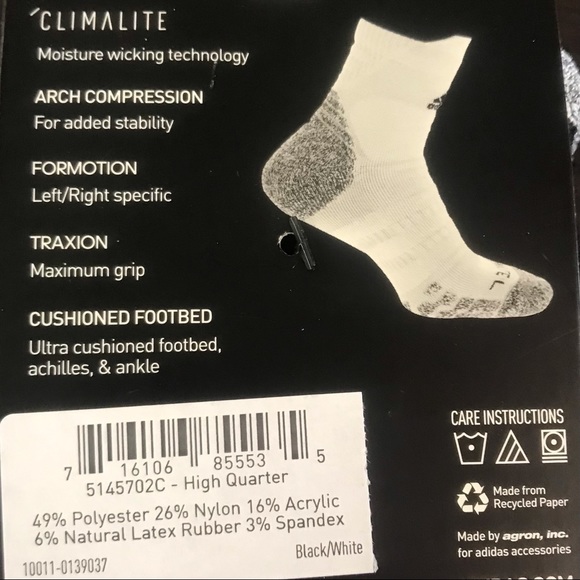 CLIMALITE
Moisture wicking technology
ARCH COMPRESSION
For added stability
FORMOTION
Left/Right specific
TRAXION
Maximum grip
CUSHIONED FOOTBED
Ultra cushioned footbed,
achilles, & ankle
7 16106 85553 5
5145702C - High Quarter
49% Polyester 26% Nylon 16% Acrylic
6% Natural Latex Rubber 3% Spandex
Black/White
10011-0139037
CARE INSTRUCTIONS
Made from
Recycled Paper
Made by agron, inc.
for adidas accessories